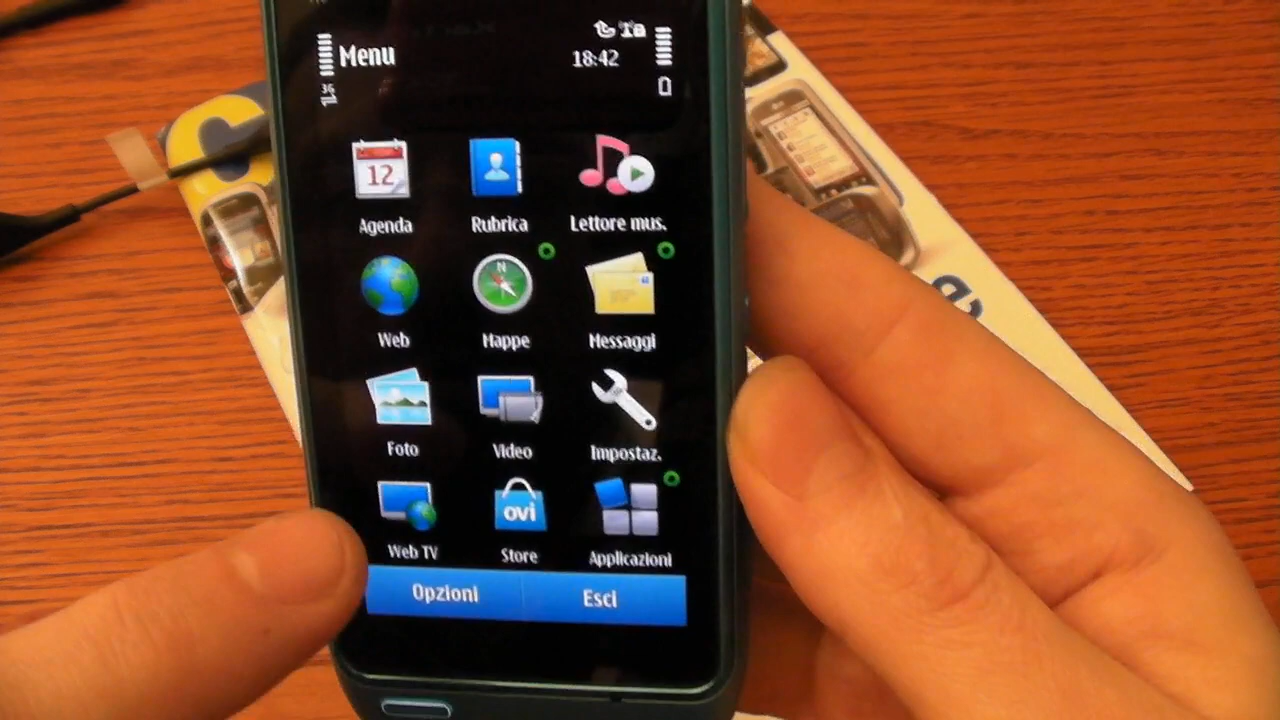 Menu
18:42
3G
12
Agenda
Rubrica
Lettore mus.
N
Web
Mappe
Messaggi
Foto
Video
Impostaz.
ovi
Web TV
Store
Applicazioni
Opzioni
Esci